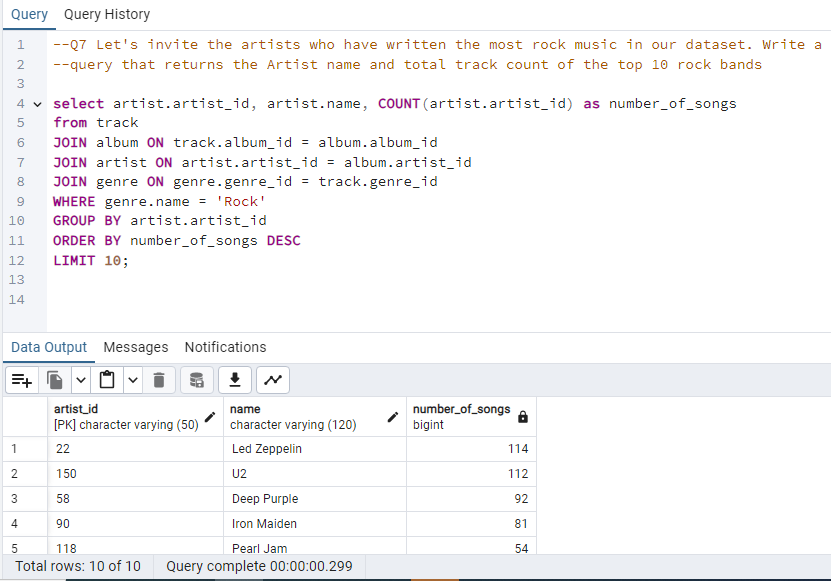 Query Query History
1 --Q7 Let's invite the artists who have written the most rock music in our dataset. Write a
2 --query that returns the Artist name and total track count of the top 10 rock bands
3
4 select artist.artist_id, artist.name, COUNT(artist.artist_id) as number_of_songs
5 from track
6 JOIN album ON track.album_id = album.album_id
7 JOIN artist ON artist.artist_id = album.artist_id
8 JOIN genre ON genre.genre_id = track.genre_id
9 WHERE genre.name = 'Rock'
10 GROUP BY artist.artist_id
11 ORDER BY number_of_songs DESC
12 LIMIT 10;
13
14
Data Output Messages Notifications
artist_id name number_of_songs
[PK] character varying (50) character varying (120) bigint
1 22 Led Zeppelin 114
2 150 U2 112
3 58 Deep Purple 92
4 90 Iron Maiden 81
5 118 Pearl Jam 54
Total rows: 10 of 10 Query complete 00:00:00.299